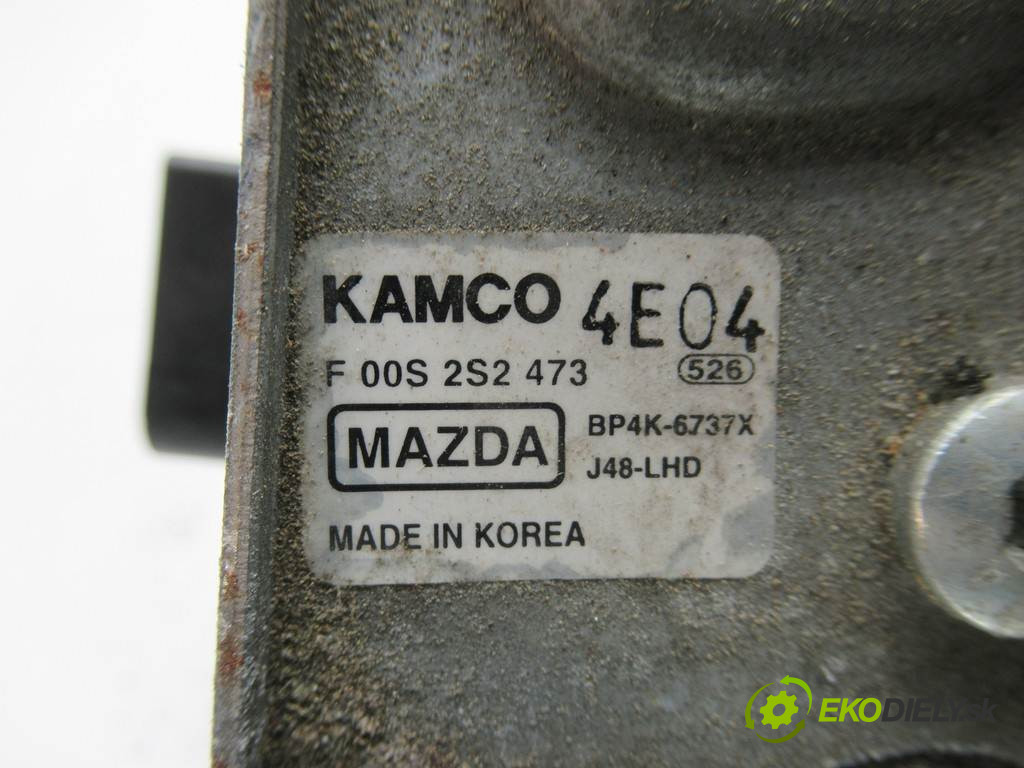 KAMCO 4E04
F 00S 2S2 473 526
MAZDA BP4K-6737X
J48-LHD
MADE IN KOREA
EKODIELY.sk